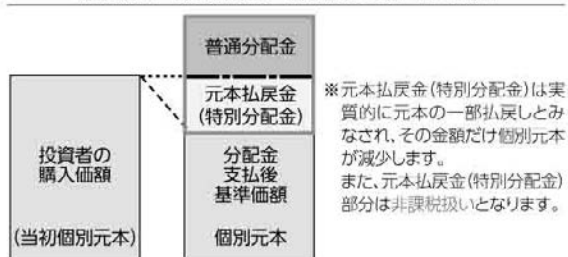 普通分配金
元本払戻金
(特別分配金)
投資者の
購入価額
(当初個別元本)
分配金
支払後
基準価額
個別元本
※元本払戻金(特別分配金)は実
質的に元本の一部払戻しとみ
なされ、その金額だけ個別元本
が減少します。
また、元本払戻金(特別分配金)
部分は非課税扱いとなります。